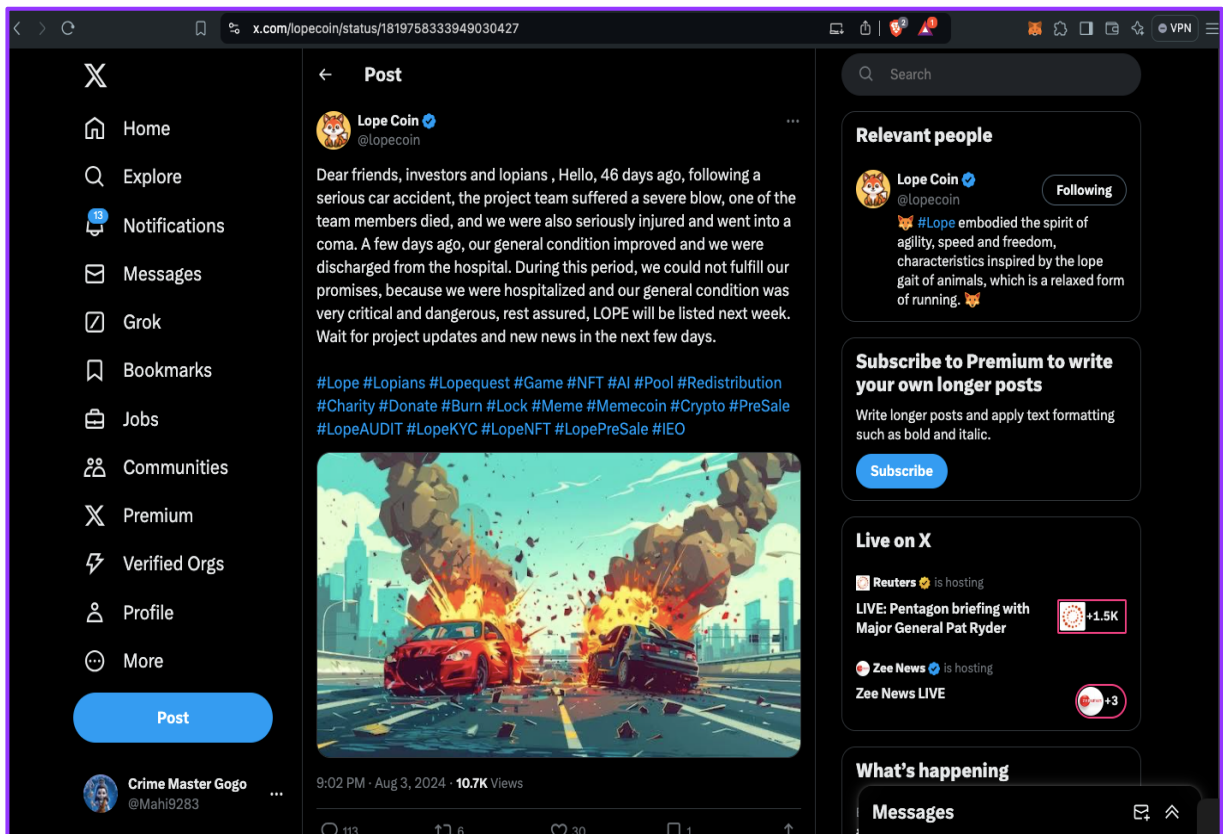 x.com/lopecoin/status/1819758333949030427
2
1
VPN
Home
Explore
13
Notifications
Messages
Grok
Bookmarks
Jobs
Communities
Premium
Verified Orgs
Profile
More
Post
Crime Master Gogo
@Mahi9283
Post
Lope Coin
@lopecoin
Dear friends, investors and lopians , Hello, 46 days ago, following a
serious car accident, the project team suffered a severe blow, one of the
team members died, and we were also seriously injured and went into a
coma. A few days ago, our general condition improved and we were
discharged from the hospital. During this period, we could not fulfill our
promises, because we were hospitalized and our general condition was
very critical and dangerous, rest assured, LOPE will be listed next week.
Wait for project updates and new news in the next few days.
#Lope #Lopians #Lopequest #Game #NFT #AI #Pool #Redistribution
#Charity #Donate #Burn #Lock #Meme #Memecoin #Crypto #PreSale
#LopeAUDIT #LopeKYC #LopeNFT #LopePreSale #IEO
9:02 PM · Aug 3, 2024 · 10.7K Views
113 6 30 1
Search
Relevant people
Lope Coin
@lopecoin
Following
🦊 #Lope embodied the spirit of
agility, speed and freedom,
characteristics inspired by the lope
gait of animals, which is a relaxed form
of running. 🦊
Subscribe to Premium to write
your own longer posts
Write longer posts and apply text formatting
such as bold and italic.
Subscribe
Live on X
Reuters is hosting
LIVE: Pentagon briefing with
Major General Pat Ryder
+1.5K
Zee News is hosting
Zee News LIVE
+3
What's happening
Messages